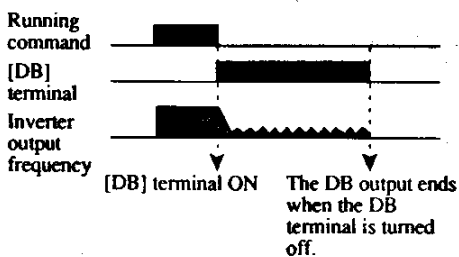 Running
command
[DB]
terminal
Inverter
output
frequency
[DB] terminal ON
The DB output ends
when the DB
terminal is turned
off.